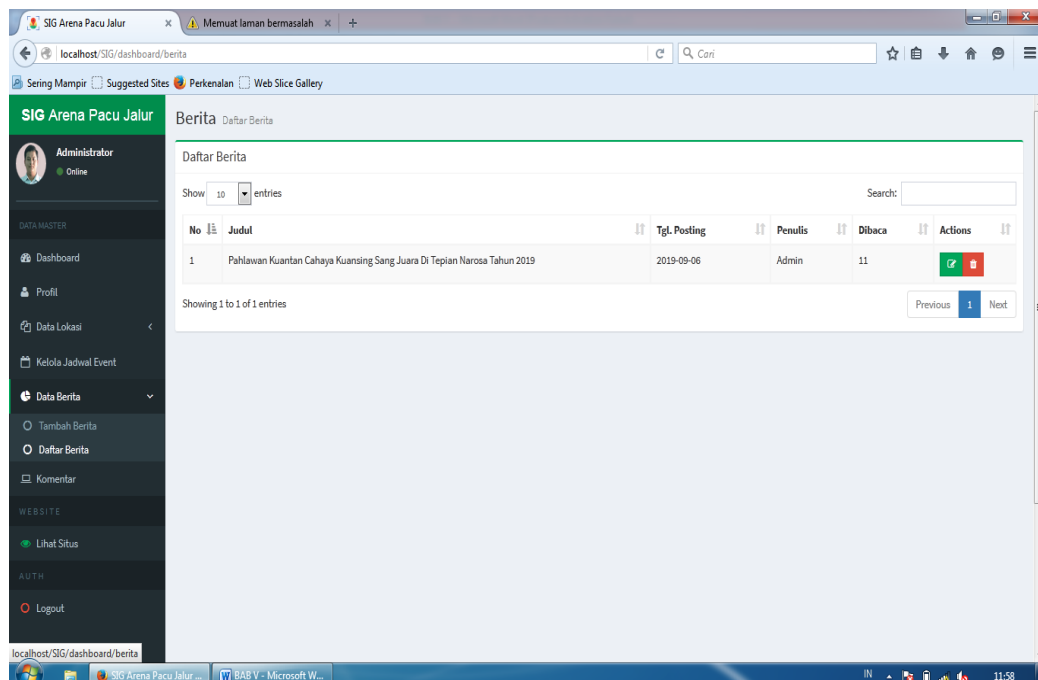 SIG Arena Pacu Jalur × Memuat laman bermasalah × +
localhost/SIG/dashboard/berita Cari
Sering Mampir Suggested Sites Perkenalan Web Slice Gallery
SIG Arena Pacu Jalur
Administrator
Online
DATA MASTER
Dashboard
Profil
Data Lokasi
Kelola Jadwal Event
Data Berita
Tambah Berita
Daftar Berita
Komentar
WEBSITE
Lihat Situs
AUTH
Logout
Berita Daftar Berita
Daftar Berita
Show 10 entries Search:
No Judul Tgl. Posting Penulis Dibaca Actions
1 Pahlawan Kuantan Cahaya Kuansing Sang Juara Di Tepian Narosa Tahun 2019 2019-09-06 Admin 11
Showing 1 to 1 of 1 entries Previous 1 Next
localhost/SIG/dashboard/berita
SIG Arena Pacu Jalur ... BAB V - Microsoft W... IN 11:58